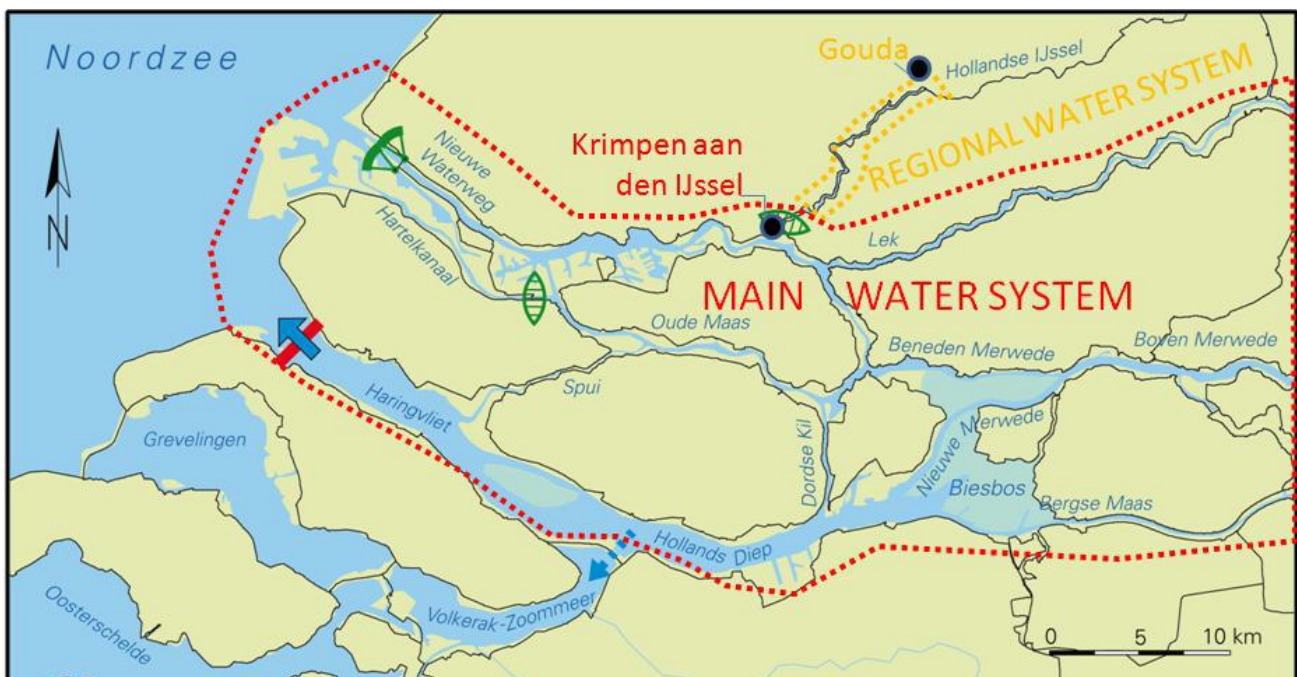 Noordzee
Gouda
Hollandse IJssel
REGIONAL WATER SYSTEM
Krimpen aan
den IJssel
Nieuwe
Waterweg
Hartelkanaal
N
Lek
MAIN WATER SYSTEM
Oude Maas
Beneden Merwede
Boven Merwede
Spui
Haringvliet
Grevelingen
Dordse Kil
Nieuwe Merwede
Biesbos
Bergse Maas
Hollands Diep
Volkerak-Zoommeer
Oosterschelde
0 5 10 km